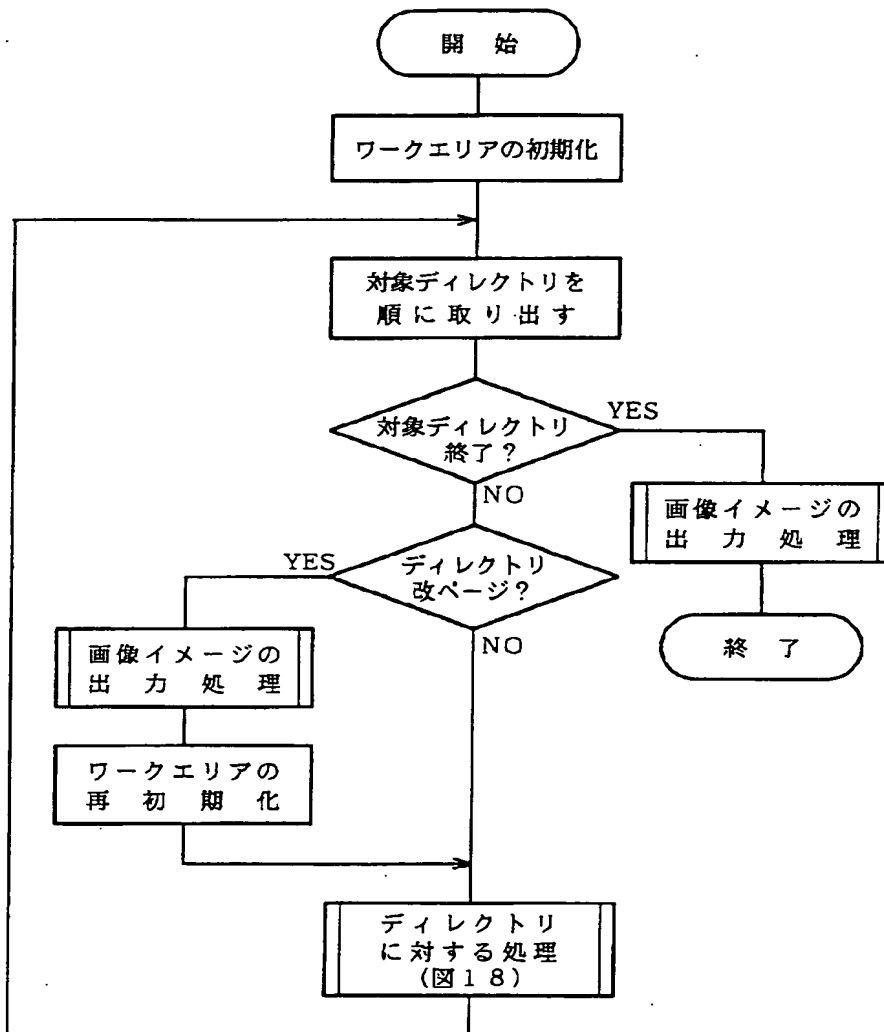 開始
ワークエリアの初期化
対象ディレクトリを
順に取り出す
対象ディレクトリ
終了?
YES
NO
画像イメージの
出力処理
終了
ディレクトリ
改ページ?
YES
NO
画像イメージの
出力処理
ワークエリアの
再初期化
ディレクトリ
に対する処理
(図18)